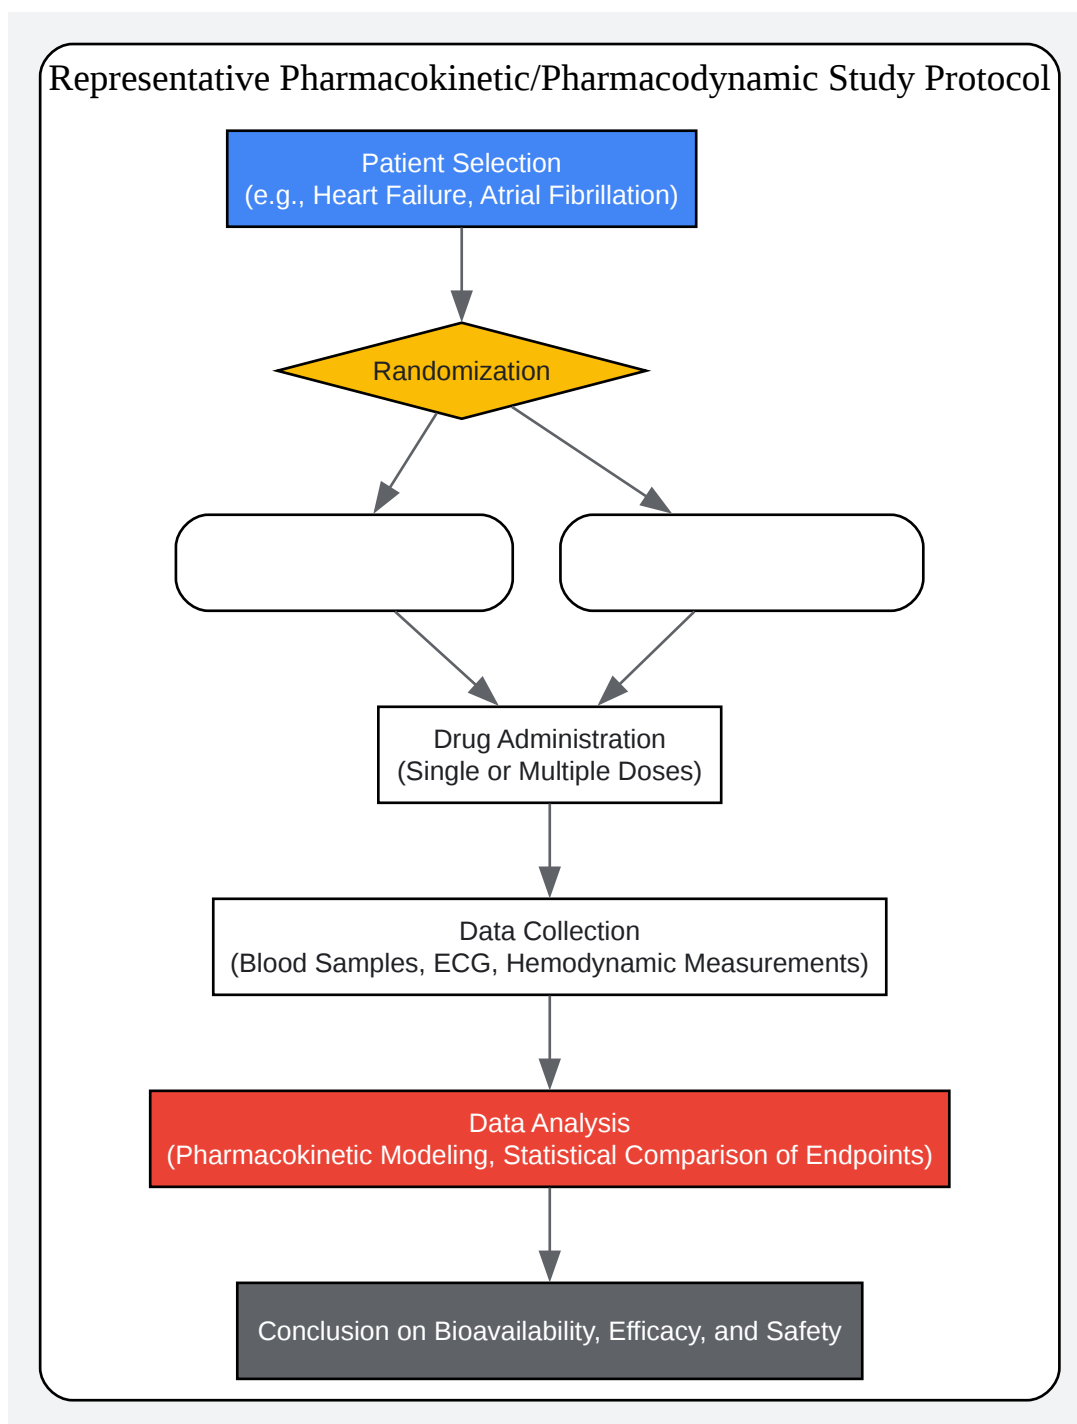 Representative Pharmacokinetic/Pharmacodynamic Study Protocol
Patient Selection
(e.g., Heart Failure, Atrial Fibrillation)
Randomization
Drug Administration
(Single or Multiple Doses)
Data Collection
(Blood Samples, ECG, Hemodynamic Measurements)
Data Analysis
(Pharmacokinetic Modeling, Statistical Comparison of Endpoints)
Conclusion on Bioavailability, Efficacy, and Safety